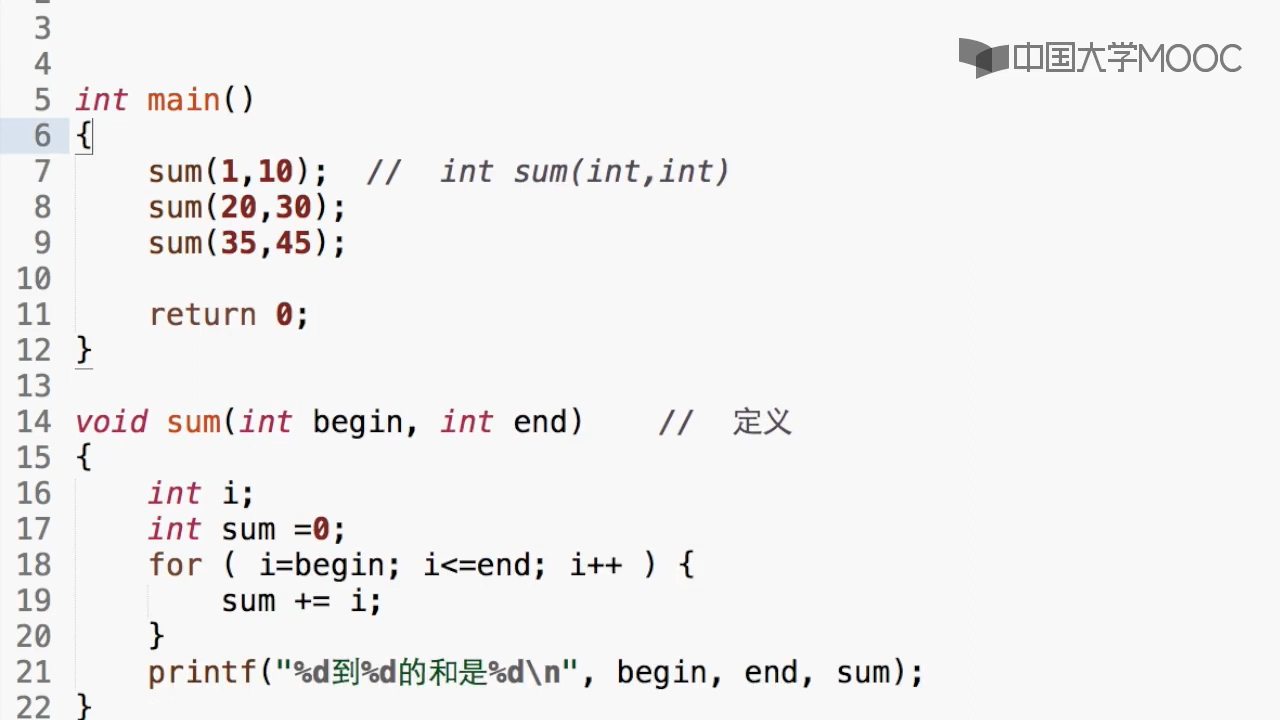 3
4
中国大学MOOC
5 int main()
6 {
7 sum(1,10); // int sum(int,int)
8 sum(20,30);
9 sum(35,45);
10
11 return 0;
12 }
13
14 void sum(int begin, int end) // 定义
15 {
16 int i;
17 int sum =0;
18 for ( i=begin; i<=end; i++ ) {
19 sum += i;
20 }
21 printf("%d到%d的和是%d\n", begin, end, sum);
22 }